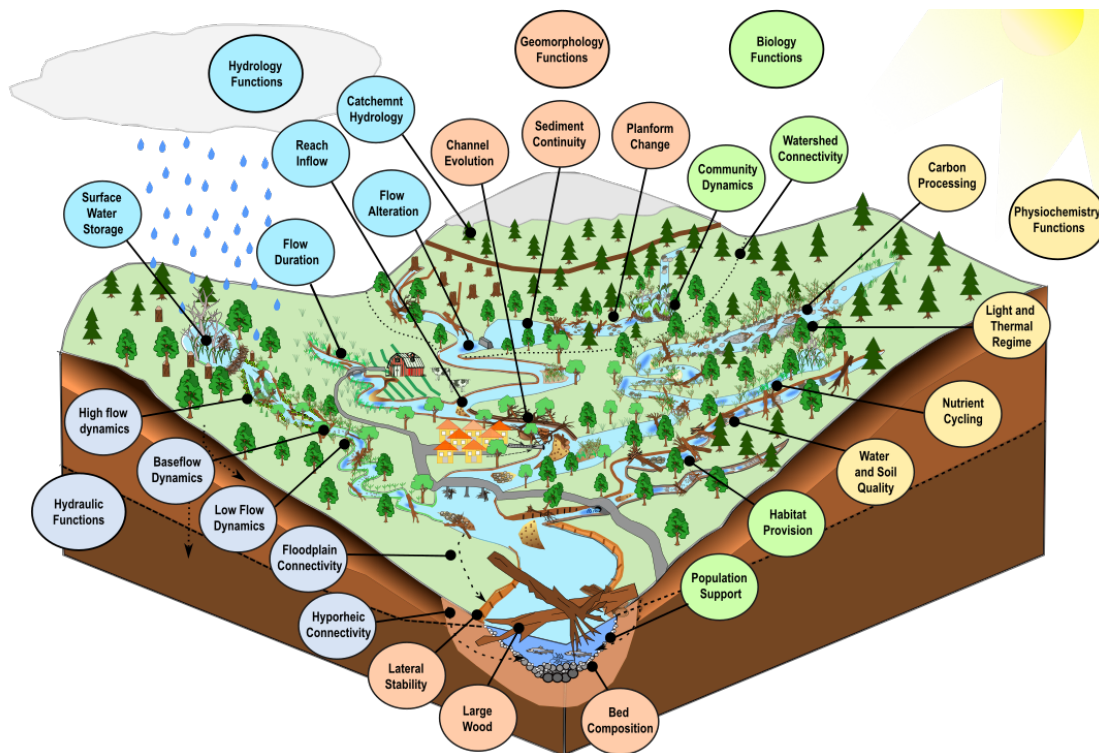 Hydrology
Functions
Geomorphology
Functions
Biology
Functions
Catchemnt
Hydrology
Reach
Inflow
Channel
Evolution
Sediment
Continuity
Planform
Change
Watershed
Connectivity
Community
Dynamics
Carbon
Processing
Physiochemistry
Functions
Surface
Water
Storage
Flow
Alteration
Flow
Duration
Light and
Thermal
Regime
High flow
dynamics
Nutrient
Cycling
Baseflow
Dynamics
Water
and Soil
Quality
Hydraulic
Functions
Low Flow
Dynamics
Habitat
Provision
Floodplain
Connectivity
Population
Support
Hyporheic
Connectivity
Lateral
Stability
Large
Wood
Bed
Composition